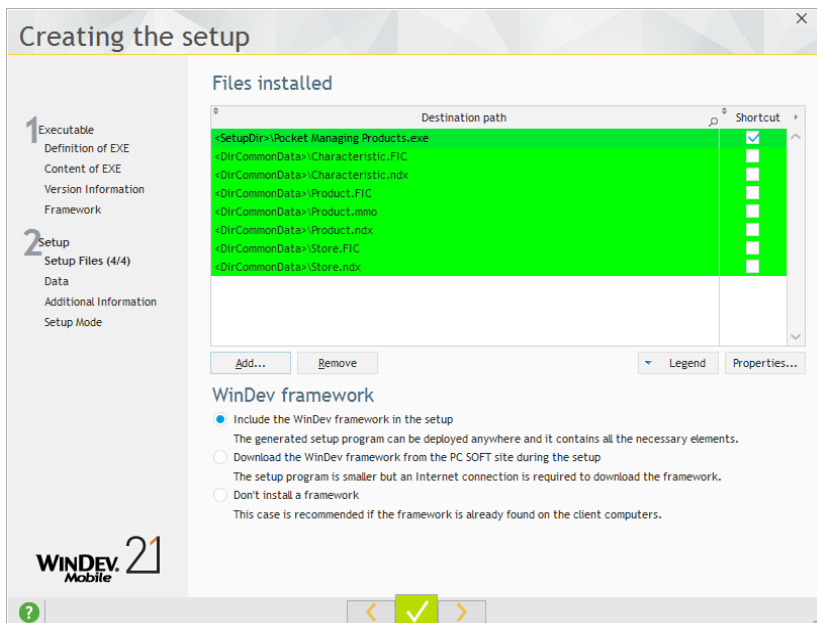 Creating the setup
1
Executable
Definition of EXE
Content of EXE
Version Information
Framework
2
Setup
Setup Files (4/4)
Data
Additional Information
Setup Mode
Files installed
Destination path Shortcut
<SetupDir>\Pocket Managing Products.exe
<DirCommonData>\Characteristic.FIC
<DirCommonData>\Characteristic.ndx
<DirCommonData>\Product.FIC
<DirCommonData>\Product.mmo
<DirCommonData>\Product.ndx
<DirCommonData>\Store.FIC
<DirCommonData>\Store.ndx
Add... Remove Legend Properties...
WinDev framework
Include the WinDev framework in the setup
The generated setup program can be deployed anywhere and it contains all the necessary elements.
Download the WinDev framework from the PC SOFT site during the setup
The setup program is smaller but an Internet connection is required to download the framework.
Don't install a framework
This case is recommended if the framework is already found on the client computers.
WINDEV. 21
Mobile
?